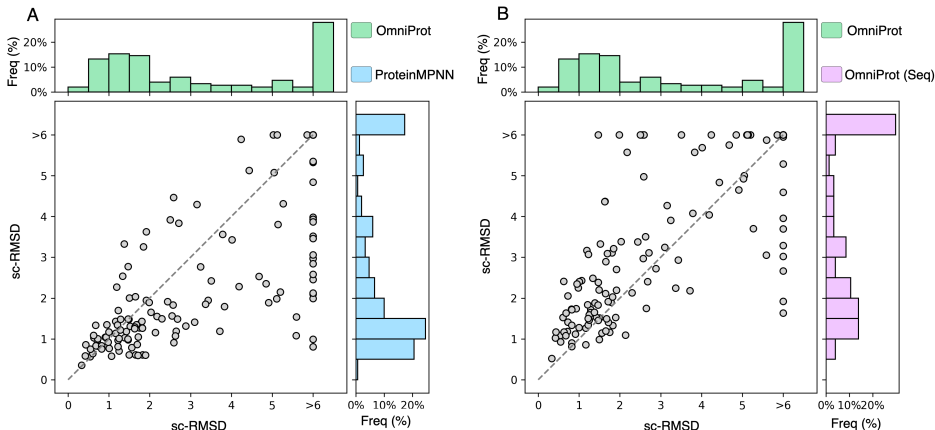 A
Freq (%)
20%
10%
0%
OmniProt
ProteinMPNN
sc-RMSD
>6
5
4
3
2
1
0
0 1 2 3 4 5 >6
sc-RMSD
0% 10% 20%
Freq (%)
B
Freq (%)
20%
10%
0%
OmniProt
OmniProt (Seq)
sc-RMSD
>6
5
4
3
2
1
0
0 1 2 3 4 5 >6
sc-RMSD
0% 10%20%
Freq (%)